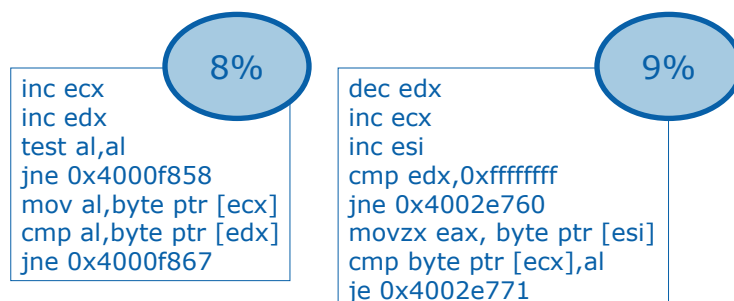 8%
inc ecx
inc edx
test al,al
jne 0x4000f858
mov al,byte ptr [ecx]
cmp al,byte ptr [edx]
jne 0x4000f867
9%
dec edx
inc ecx
inc esi
cmp edx,0xffffffff
jne 0x4002e760
movzx eax, byte ptr [esi]
cmp byte ptr [ecx],al
je 0x4002e771